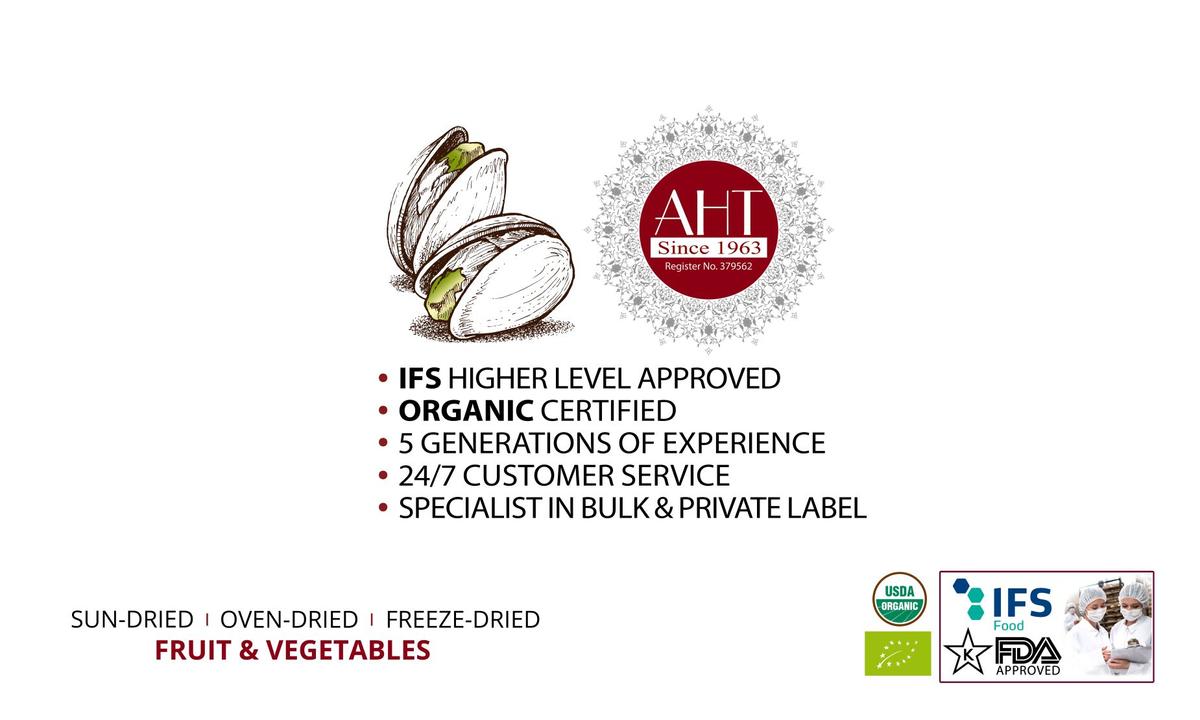 AHT
Since 1963
Register No. 379562
• IFS HIGHER LEVEL APPROVED
• ORGANIC CERTIFIED
• 5 GENERATIONS OF EXPERIENCE
• 24/7 CUSTOMER SERVICE
• SPECIALIST IN BULK & PRIVATE LABEL
SUN-DRIED I OVEN-DRIED I FREEZE-DRIED
FRUIT & VEGETABLES
USDA
ORGANIC
IFS
Food
K
FDA
APPROVED